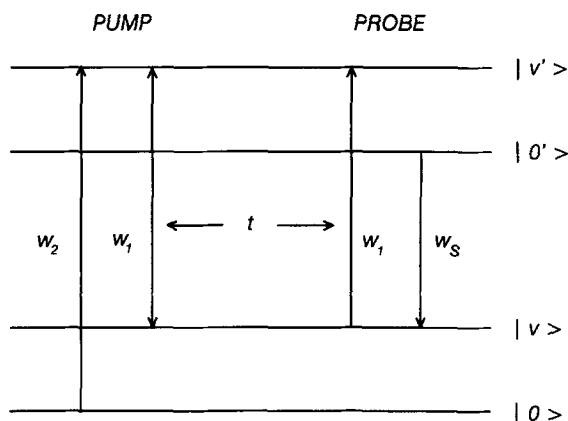 PUMP PROBE
| v' >
| 0' >
w₂ w₁ t w₁ wₛ
| v >
| 0 >